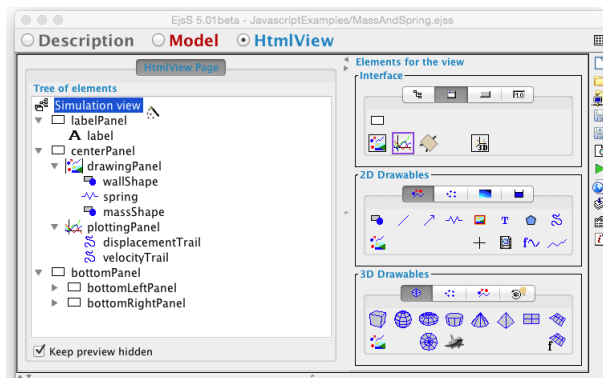 EjsS 5.01beta - JavascriptExamples/MassAndSpring.ejss
Description Model HtmlView
HtmlView Page
Tree of elements
Simulation view
labelPanel
A label
centerPanel
drawingPanel
wallShape
spring
massShape
plottingPanel
displacementTrail
velocityTrail
bottomPanel
bottomLeftPanel
bottomRightPanel
Keep preview hidden
Elements for the view
Interface
3D
2D Drawables
T
f
3D Drawables
f